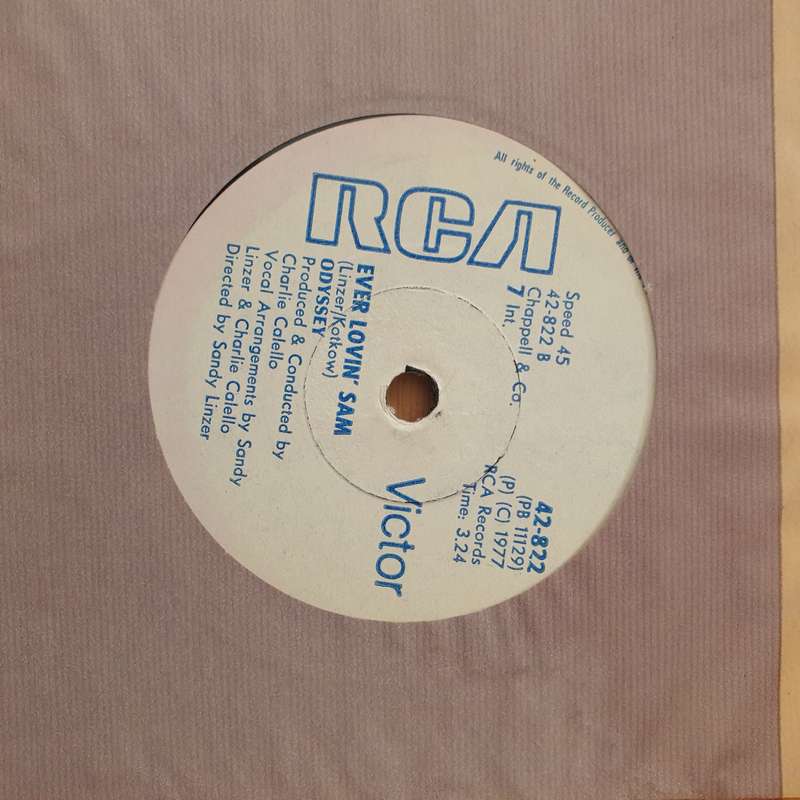 All rights of the Record Producer and
RCA
Victor
Speed 45
42-822 B
Chappell & Co.
7 Int.
42-822
(PB 11129)
(P) (C) 1977
RCA Records
Time: 3.24
EVER LOVIN' SAM
(Linzer/Kotkow)
ODYSSEY
Produced & Conducted by
Charlie Calello
Vocal Arrangements by Sandy
Linzer & Charlie Calello
Directed by Sandy Linzer